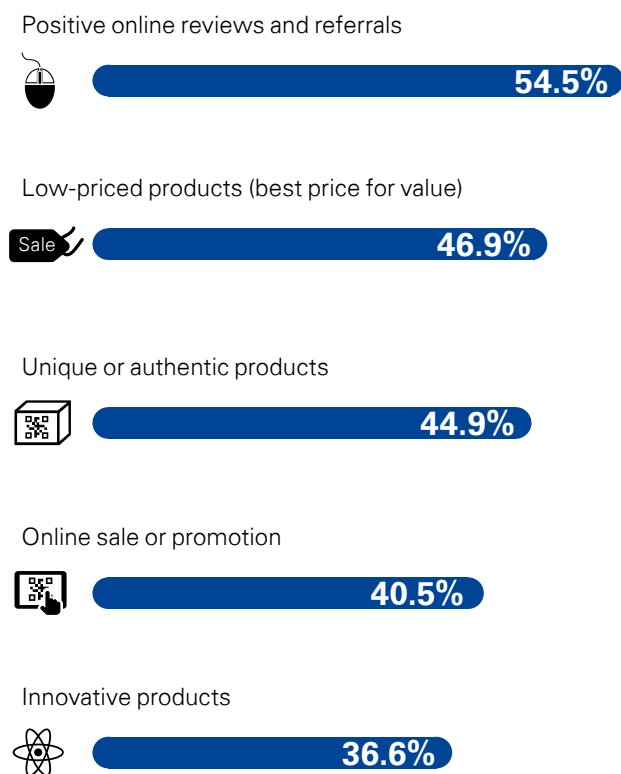 Positive online reviews and referrals
54.5%
Low-priced products (best price for value)
Sale
46.9%
Unique or authentic products
44.9%
Online sale or promotion
40.5%
Innovative products
36.6%